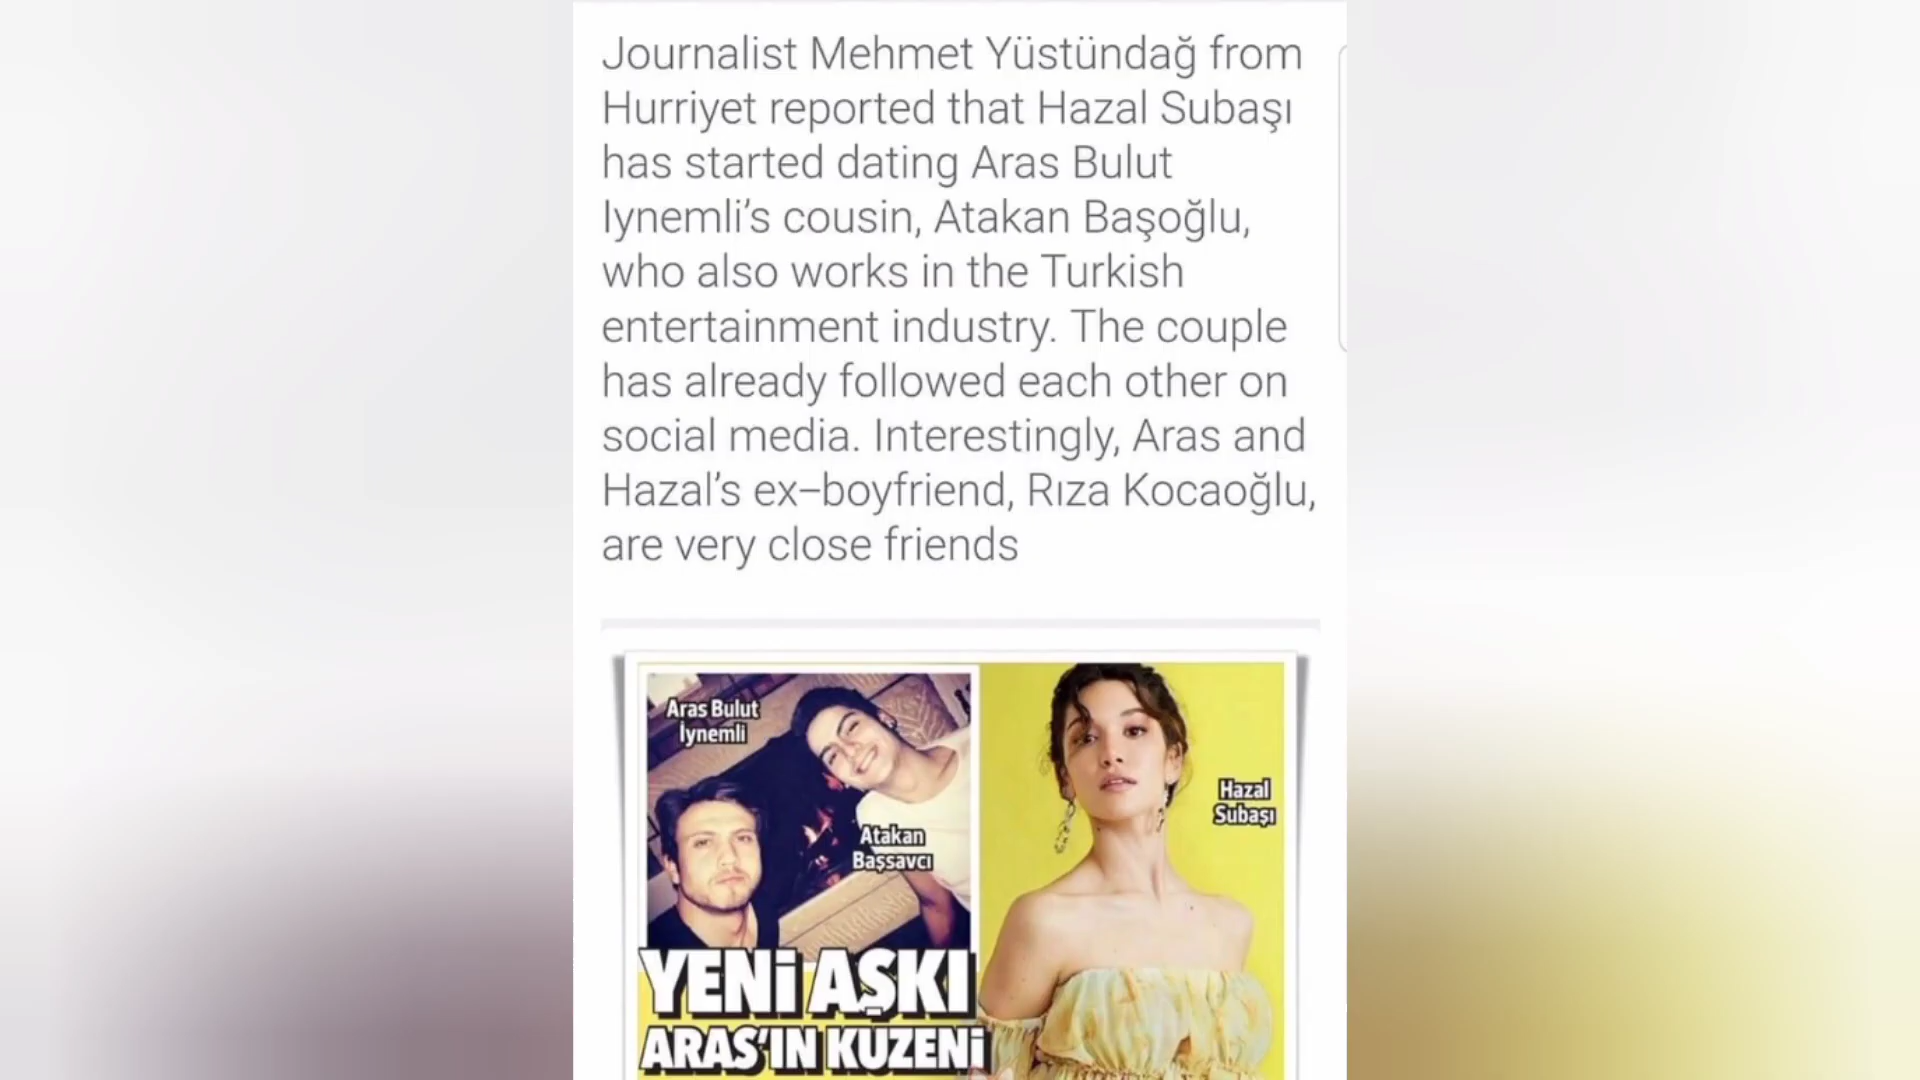 Journalist Mehmet Yüstündağ from
Hurriyet reported that Hazal Subaşı
has started dating Aras Bulut
Iynemli’s cousin, Atakan Başoğlu,
who also works in the Turkish
entertainment industry. The couple
has already followed each other on
social media. Interestingly, Aras and
Hazal’s ex–boyfriend, Rıza Kocaoğlu,
are very close friends
Aras Bulut
İynemli
Atakan
Başsavcı
Hazal
Subaşı
YENİ AŞKI
ARAS’IN KUZENİ